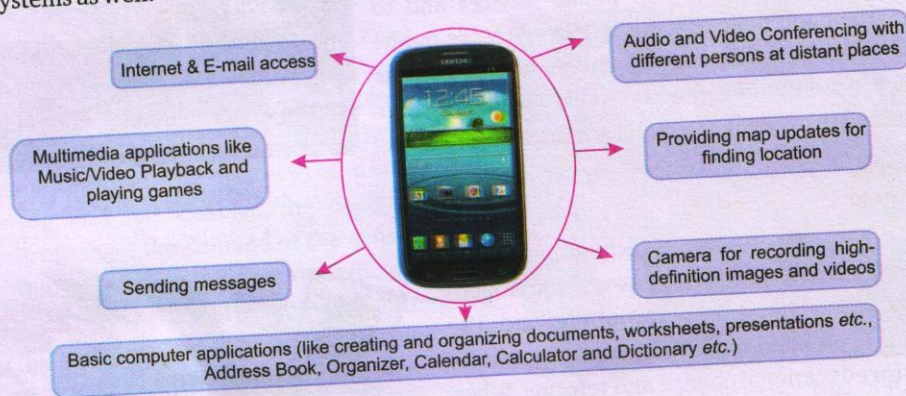 ystems as well.
Internet & E-mail access
Audio and Video Conferencing with
different persons at distant places
SAMSUNG
12:45
Multimedia applications like
Music/Video Playback and
playing games
Providing map updates for
finding location
31
Sending messages
Camera for recording high-
definition images and videos
Basic computer applications (like creating and organizing documents, worksheets, presentations etc.,
Address Book, Organizer, Calendar, Calculator and Dictionary etc.)